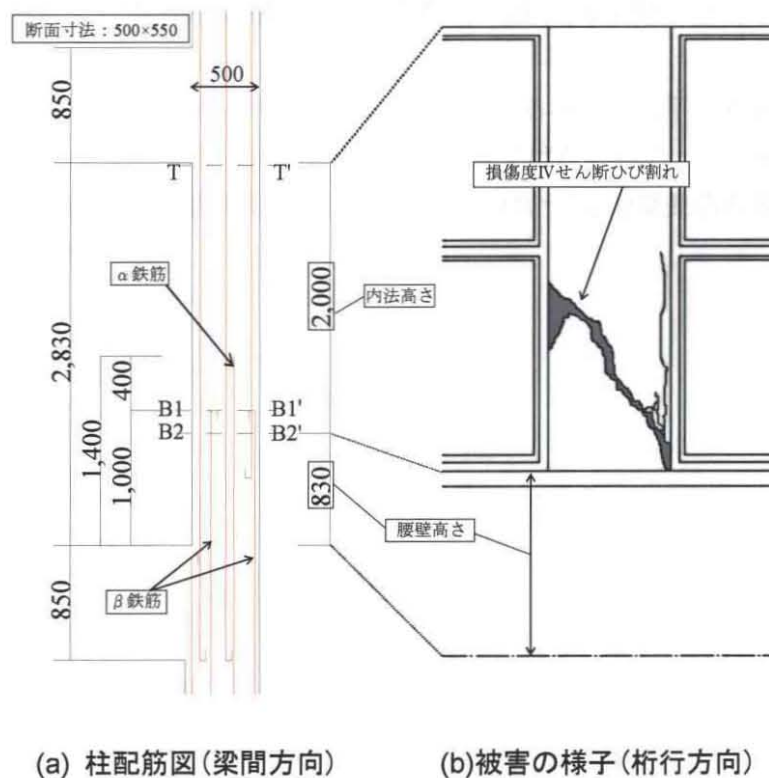 断面寸法：500×550
500
850
T
T'
損傷度Ⅳせん断ひび割れ
α鉄筋
2,000
内法高さ
2,830
400
B1
B1'
B2
B2'
1,400
1,000
830
腰壁高さ
β鉄筋
850
(a) 柱配筋図(梁間方向)
(b)被害の様子(桁行方向)